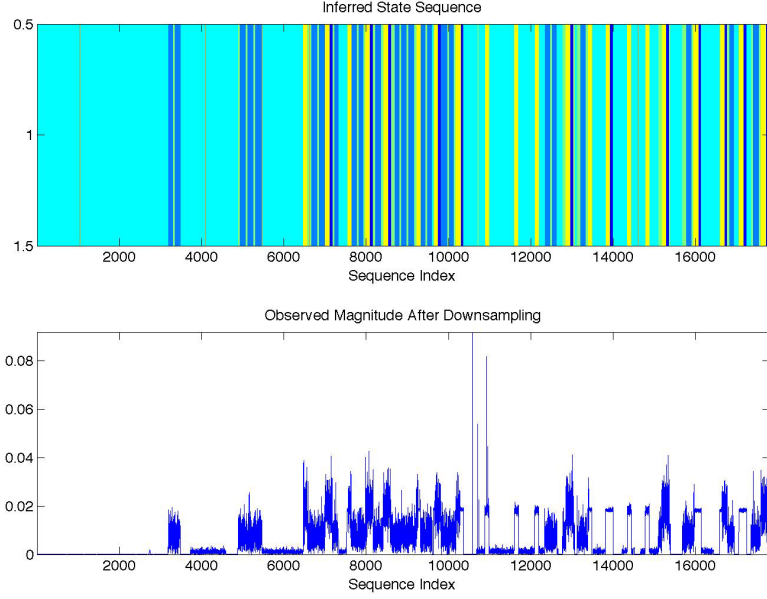 Inferred State Sequence
0.5
1
1.5
2000 4000 6000 8000 10000 12000 14000 16000
Sequence Index
Observed Magnitude After Downsampling
0.08
0.06
0.04
0.02
0
2000 4000 6000 8000 10000 12000 14000 16000
Sequence Index